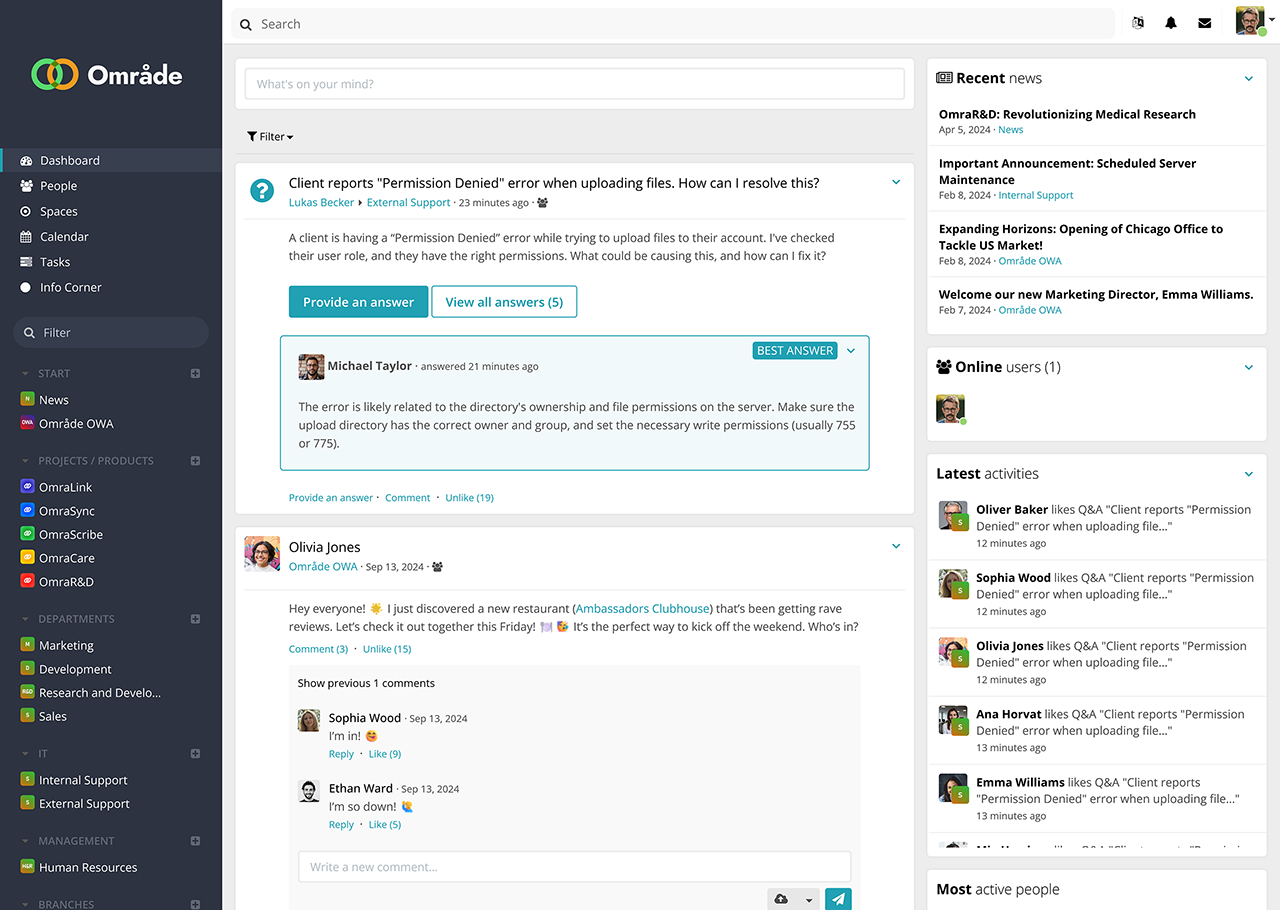 Område
Dashboard
People
Spaces
Calendar
Tasks
Info Corner
Filter
START
N News
OWA Område OWA
PROJECTS / PRODUCTS
OmraLink
OmraSync
OmraScribe
OmraCare
OmraR&D
DEPARTMENTS
M Marketing
D Development
R&D Research and Develo...
S Sales
IT
S Internal Support
S External Support
MANAGEMENT
Human Resources
BRANCHES
Search
What's on your mind?
Filter
Client reports "Permission Denied" error when uploading files. How can I resolve this?
Lukas Becker External Support · 23 minutes ago ·
A client is having a “Permission Denied” error while trying to upload files to their account. I've checked
their user role, and they have the right permissions. What could be causing this, and how can I fix it?
Provide an answer View all answers (5)
BEST ANSWER
Michael Taylor · answered 21 minutes ago
The error is likely related to the directory's ownership and file permissions on the server. Make sure the
upload directory has the correct owner and group, and set the necessary write permissions (usually 755
or 775).
Provide an answer · Comment · Unlike (19)
Olivia Jones
Område OWA · Sep 13, 2024 ·
Hey everyone! ☀️ I just discovered a new restaurant (Ambassadors Clubhouse) that’s been getting rave
reviews. Let’s check it out together this Friday! 🍽️ 🎉 It’s the perfect way to kick off the weekend. Who’s in?
Comment (3) · Unlike (15)
Show previous 1 comments
Sophia Wood · Sep 13, 2024
I’m in! 😊
Reply · Like (9)
Ethan Ward · Sep 13, 2024
I’m so down! 🙋
Reply · Like (5)
Write a new comment...
Recent news
OmraR&D: Revolutionizing Medical Research
Apr 5, 2024 · News
Important Announcement: Scheduled Server
Maintenance
Feb 8, 2024 · Internal Support
Expanding Horizons: Opening of Chicago Office to
Tackle US Market!
Feb 8, 2024 · Område OWA
Welcome our new Marketing Director, Emma Williams.
Feb 7, 2024 · Område OWA
Online users (1)
Latest activities
S Oliver Baker likes Q&A "Client reports "Permission
Denied" error when uploading file..."
12 minutes ago
S Sophia Wood likes Q&A "Client reports "Permission
Denied" error when uploading file..."
12 minutes ago
S Olivia Jones likes Q&A "Client reports "Permission
Denied" error when uploading file..."
12 minutes ago
S Ana Horvat likes Q&A "Client reports "Permission
Denied" error when uploading file..."
13 minutes ago
S Emma Williams likes Q&A "Client reports
"Permission Denied" error when uploading file..."
13 minutes ago
Most active people